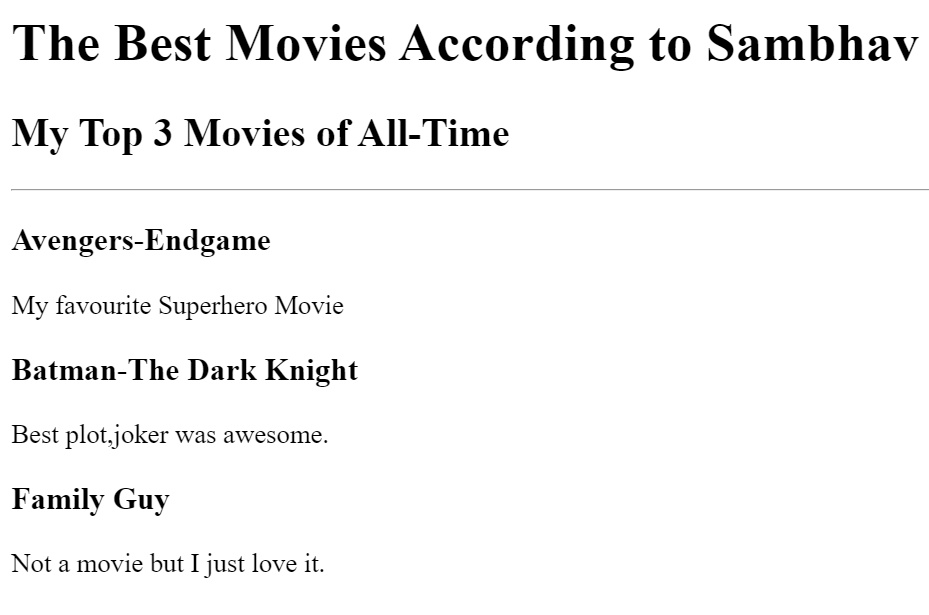 The Best Movies According to Sambhav
My Top 3 Movies of All-Time
Avengers-Endgame
My favourite Superhero Movie
Batman-The Dark Knight
Best plot,joker was awesome.
Family Guy
Not a movie but I just love it.